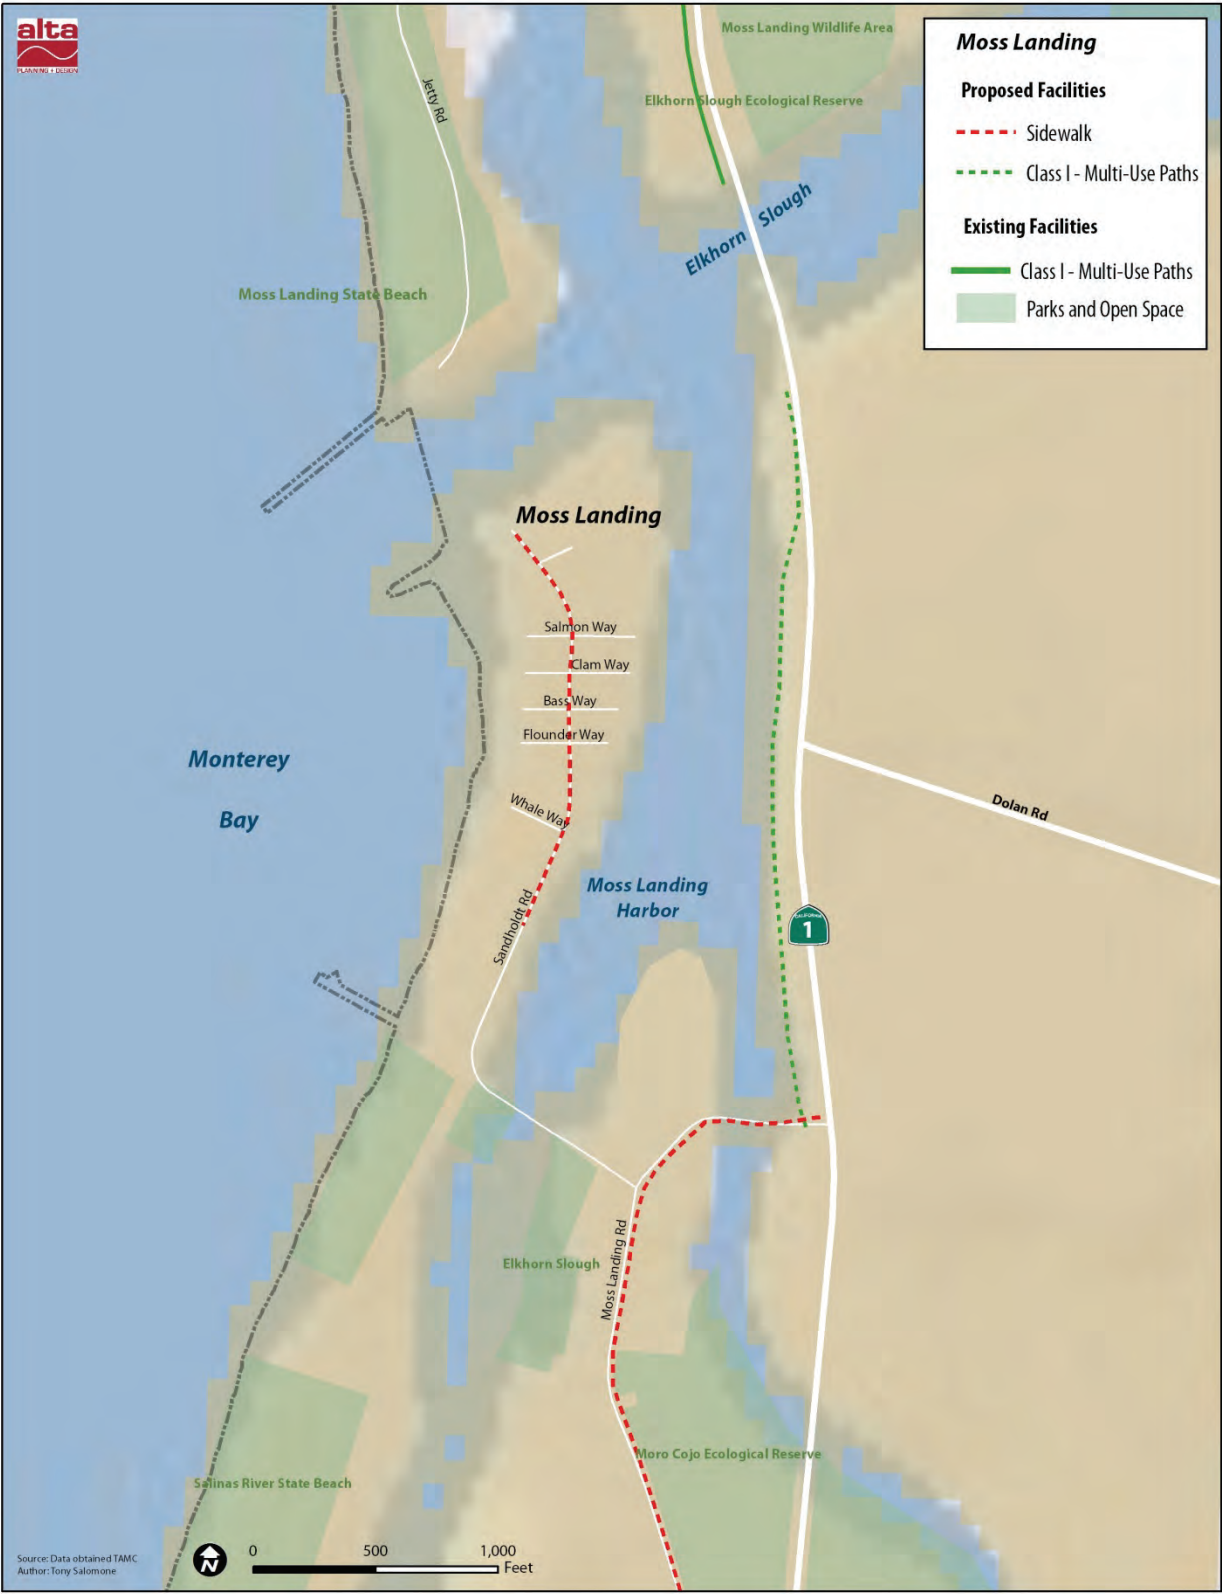 alta
PLANNING + DESIGN
Moss Landing
Proposed Facilities
Sidewalk
Class I - Multi-Use Paths
Existing Facilities
Class I - Multi-Use Paths
Parks and Open Space
Moss Landing Wildlife Area
Elkhorn Slough Ecological Reserve
Jetty Rd
Elkhorn Slough
Moss Landing State Beach
Moss Landing
Salmon Way
Clam Way
Bass Way
Flounder Way
Whale Way
Monterey
Bay
Dolan Rd
Moss Landing
Harbor
Sandholdt Rd
CALIFORNIA
1
Elkhorn Slough
Moss Landing Rd
Moro Cojo Ecological Reserve
Salinas River State Beach
Source: Data obtained TAMC
Author: Tony Salomone
N
0 500 1,000
Feet